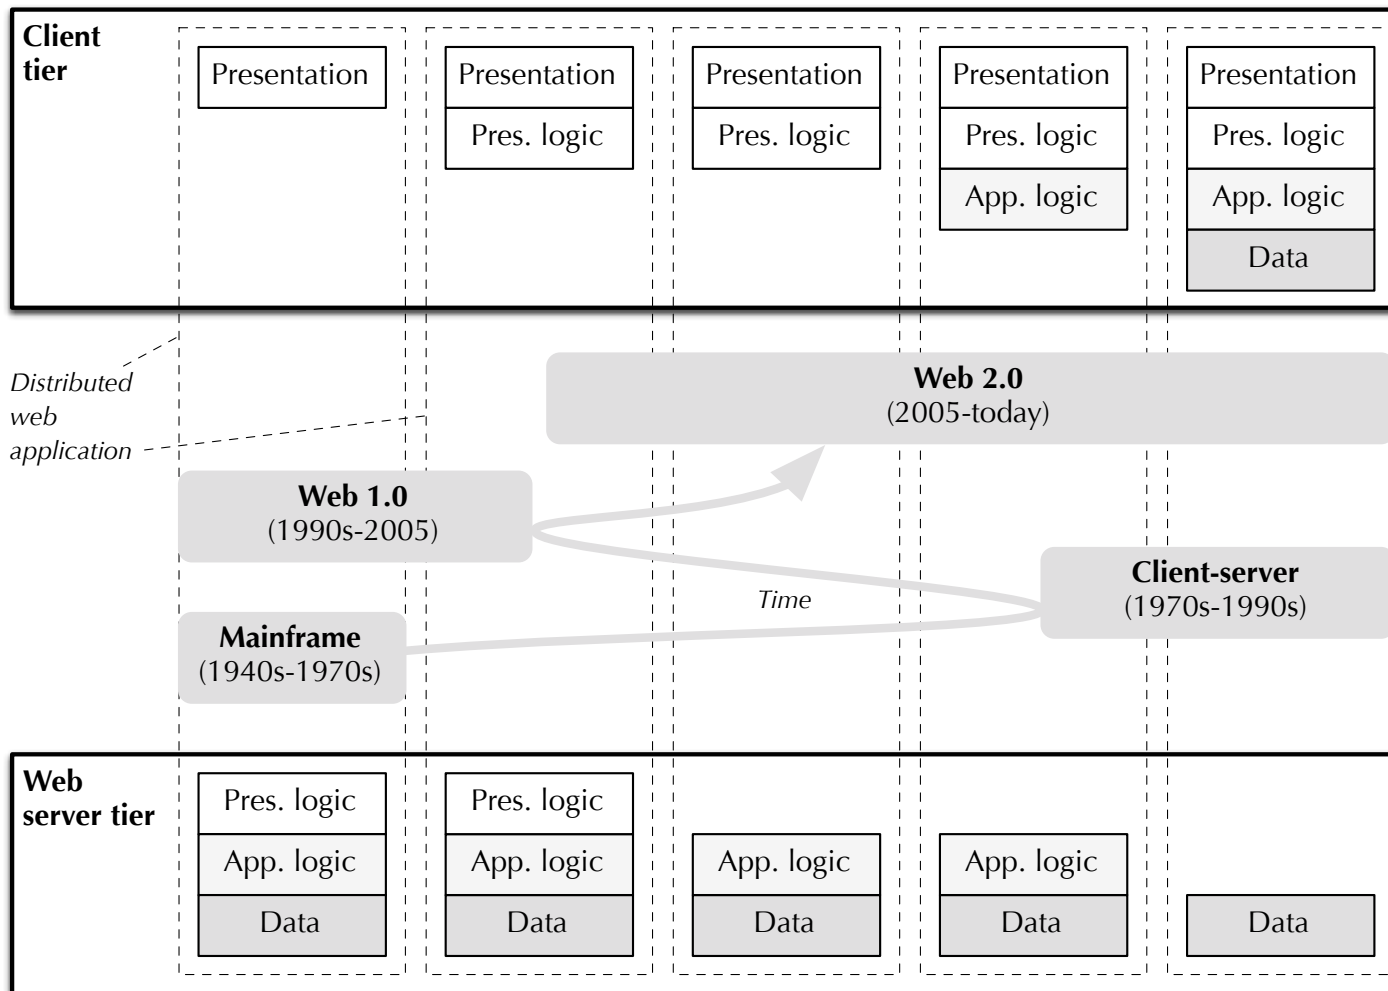 Client
tier
Presentation
Presentation
Presentation
Presentation
Presentation
Pres. logic
Pres. logic
Pres. logic
Pres. logic
App. logic
App. logic
Data
Distributed
web
application
Web 2.0
(2005-today)
Web 1.0
(1990s-2005)
Client-server
(1970s-1990s)
Time
Mainframe
(1940s-1970s)
Web
server tier
Pres. logic
Pres. logic
App. logic
App. logic
App. logic
App. logic
Data
Data
Data
Data
Data